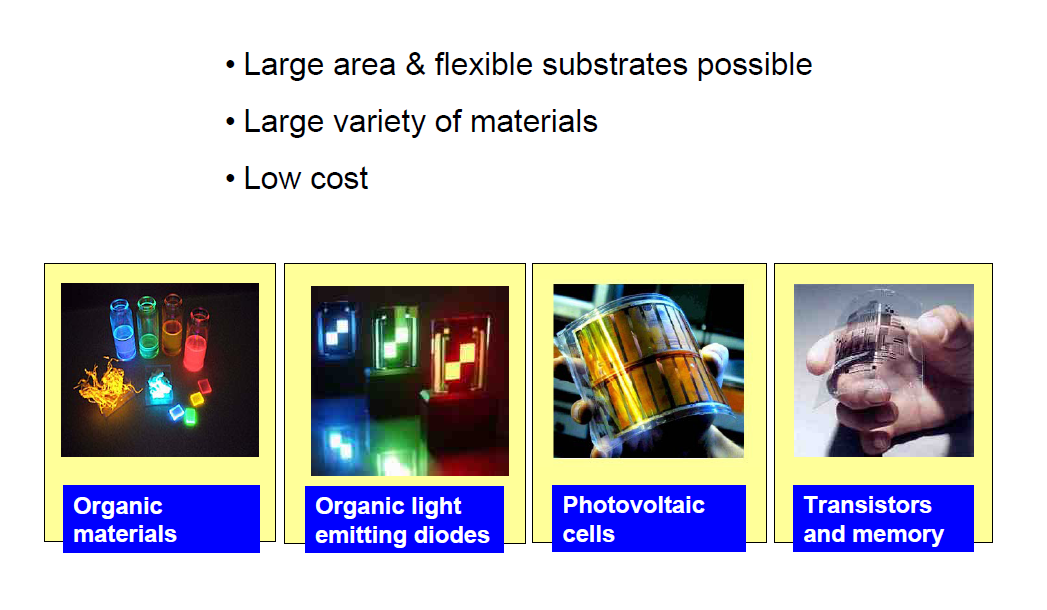 • Large area & flexible substrates possible
• Large variety of materials
• Low cost
Organic
materials
Organic light
emitting diodes
Photovoltaic
cells
Transistors
and memory